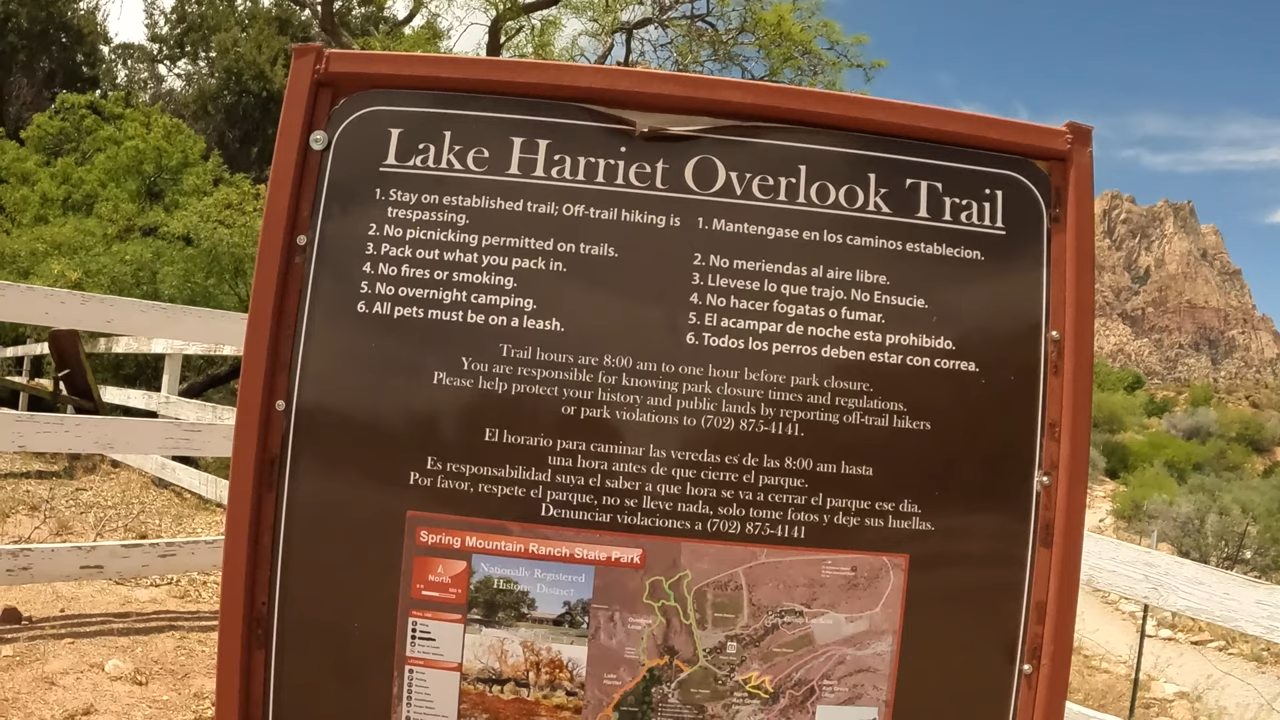 Lake Harriet Overlook Trail
1. Stay on established trail; Off-trail hiking is
trespassing.
2. No picnicking permitted on trails.
3. Pack out what you pack in.
4. No fires or smoking.
5. No overnight camping.
6. All pets must be on a leash.
1. Mantengase en los caminos establecion.
2. No meriendas al aire libre.
3. Llevese lo que trajo. No Ensucie.
4. No hacer fogatas o fumar.
5. El acampar de noche esta prohibido.
6. Todos los perros deben estar con correa.
Trail hours are 8:00 am to one hour before park closure.
You are responsible for knowing park closure times and regulations.
Please help protect your history and public lands by reporting off-trail hikers
or park violations to (702) 875-4141.
El horario para caminar las veredas es de las 8:00 am hasta
una hora antes de que cierre el parque.
Es responsabilidad suya el saber a que hora se va a cerrar el parque ese dia.
Por favor, respete el parque, no se lleve nada, solo tome fotos y deje sus huellas.
Denunciar violaciones a (702) 875-4141
Spring Mountain Ranch State Park
North
Nationally Registered
Historic District
Overlook
Lake
Harriet